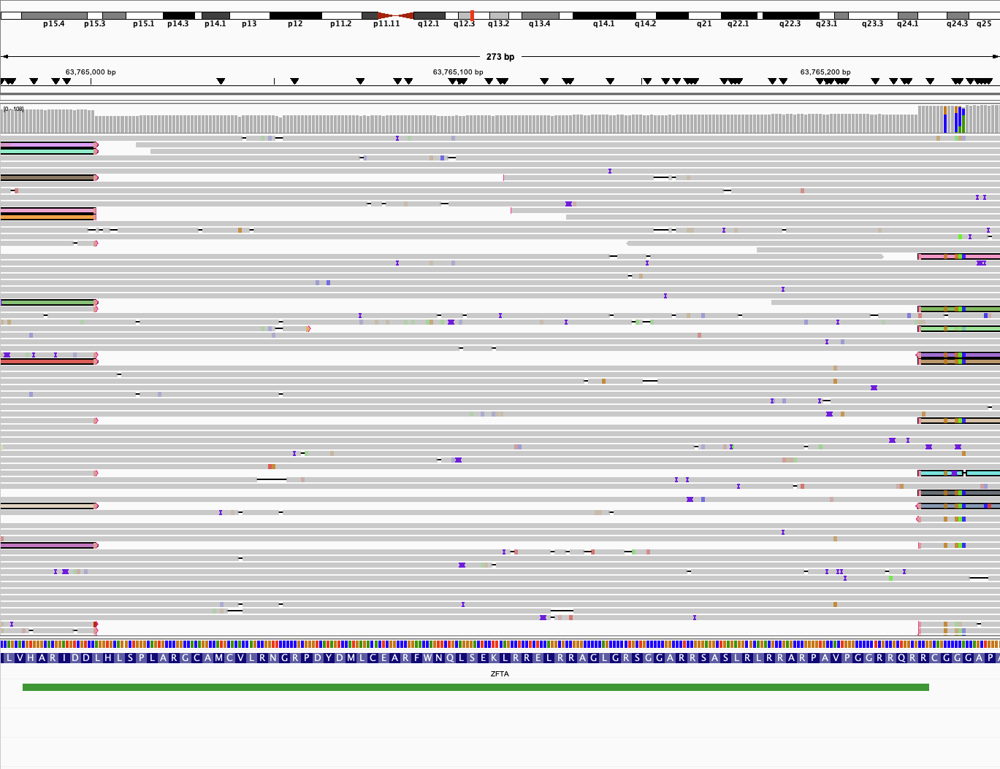 p15.4 p15.3 p15.1 p14.3 p14.1 p13 p12 p11.2 p11.11 q12.1 q12.3 q13.2 q13.4 q14.1 q14.2 q21 q22.1 q22.3 q23.1 q23.3 q24.1 q24.3 q25
273 bp
63,765,000 bp 63,765,100 bp 63,765,200 bp
[0 - 108]
L V H A R I D D L H L S P L A R G C A M C V L R N G R P D Y D M L C E A R F W N Q L S E K L R R E L R R A G L G R S G G A R R S A S L R L R R A R P A V P G G R R Q R R C G G G A P A
ZFTA